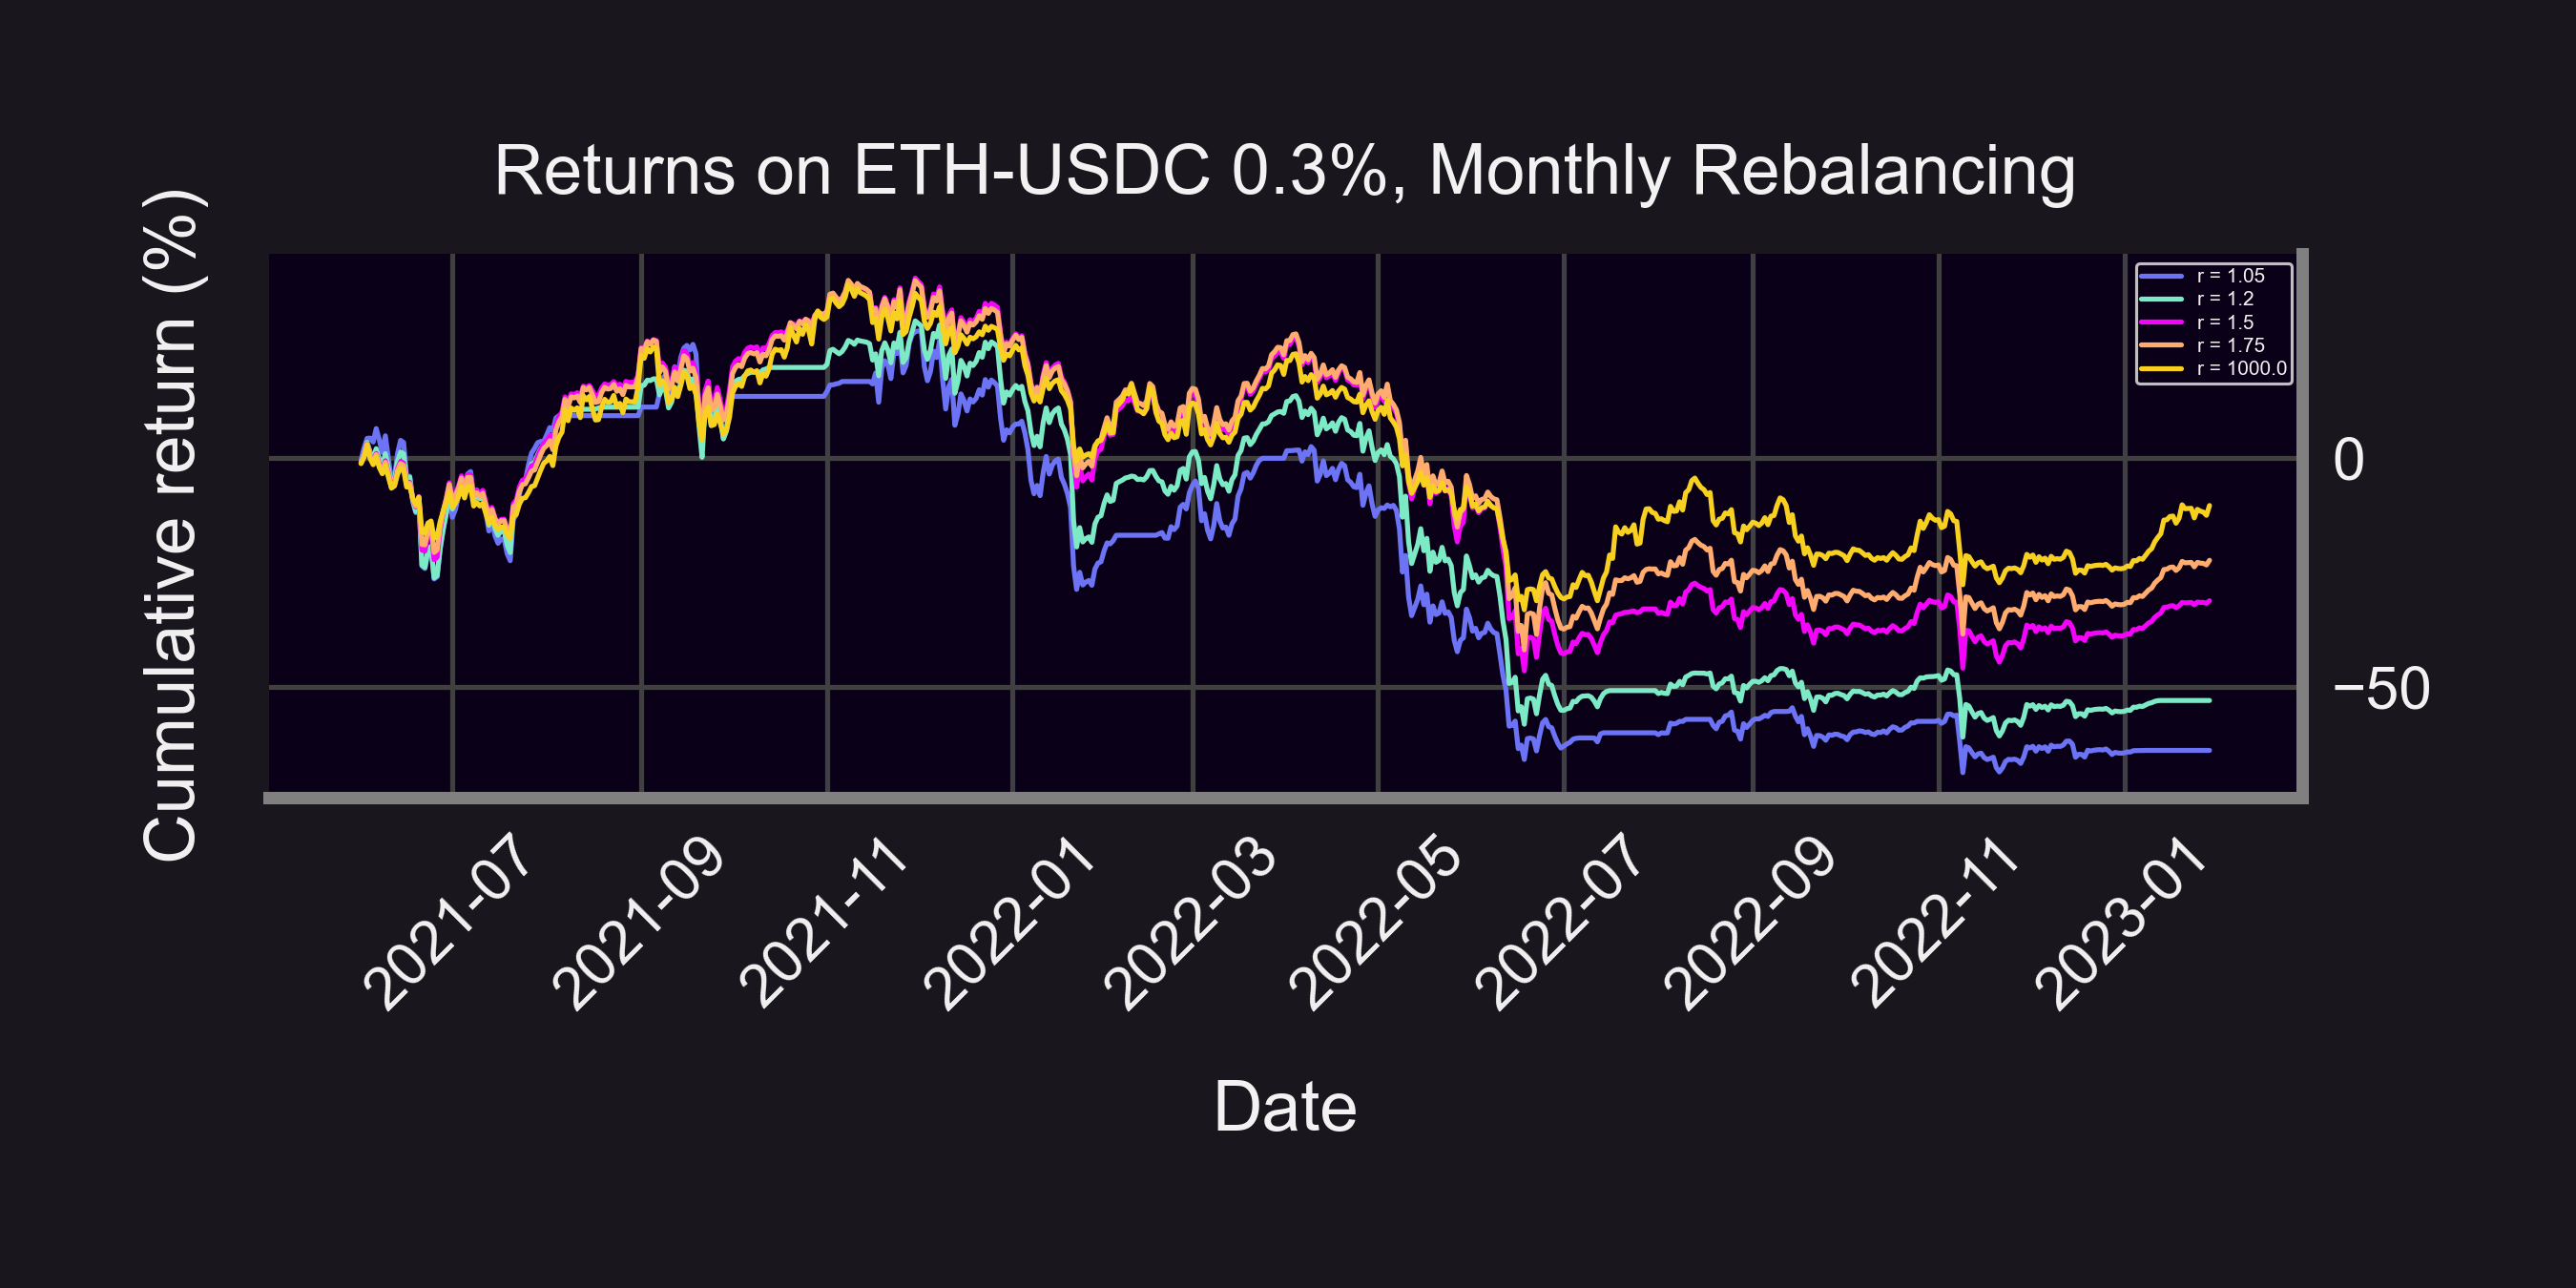 Returns on ETH-USDC 0.3%, Monthly Rebalancing
Cumulative return (%)
r = 1.05
r = 1.2
r = 1.5
r = 1.75
r = 1000.0
0
−50
2021-07
2021-09
2021-11
2022-01
2022-03
2022-05
2022-07
2022-09
2022-11
2023-01
Date